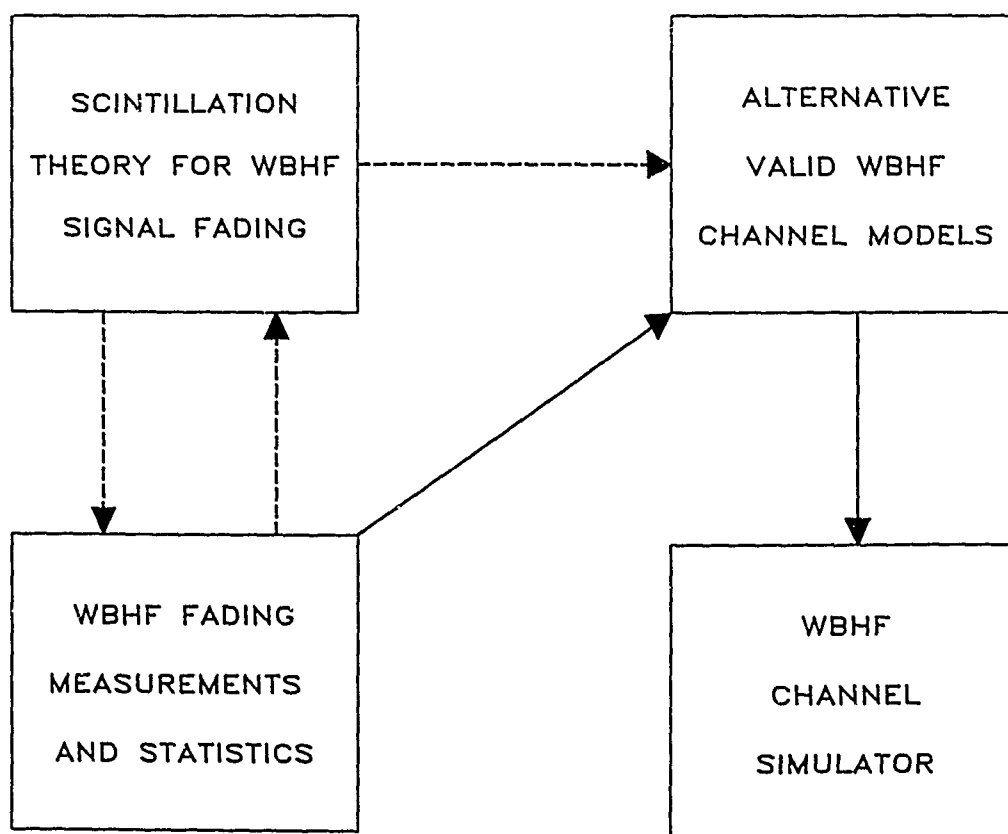 SCINTILLATION
THEORY FOR WBHF
SIGNAL FADING
ALTERNATIVE
VALID WBHF
CHANNEL MODELS
WBHF FADING
MEASUREMENTS
AND STATISTICS
WBHF
CHANNEL
SIMULATOR